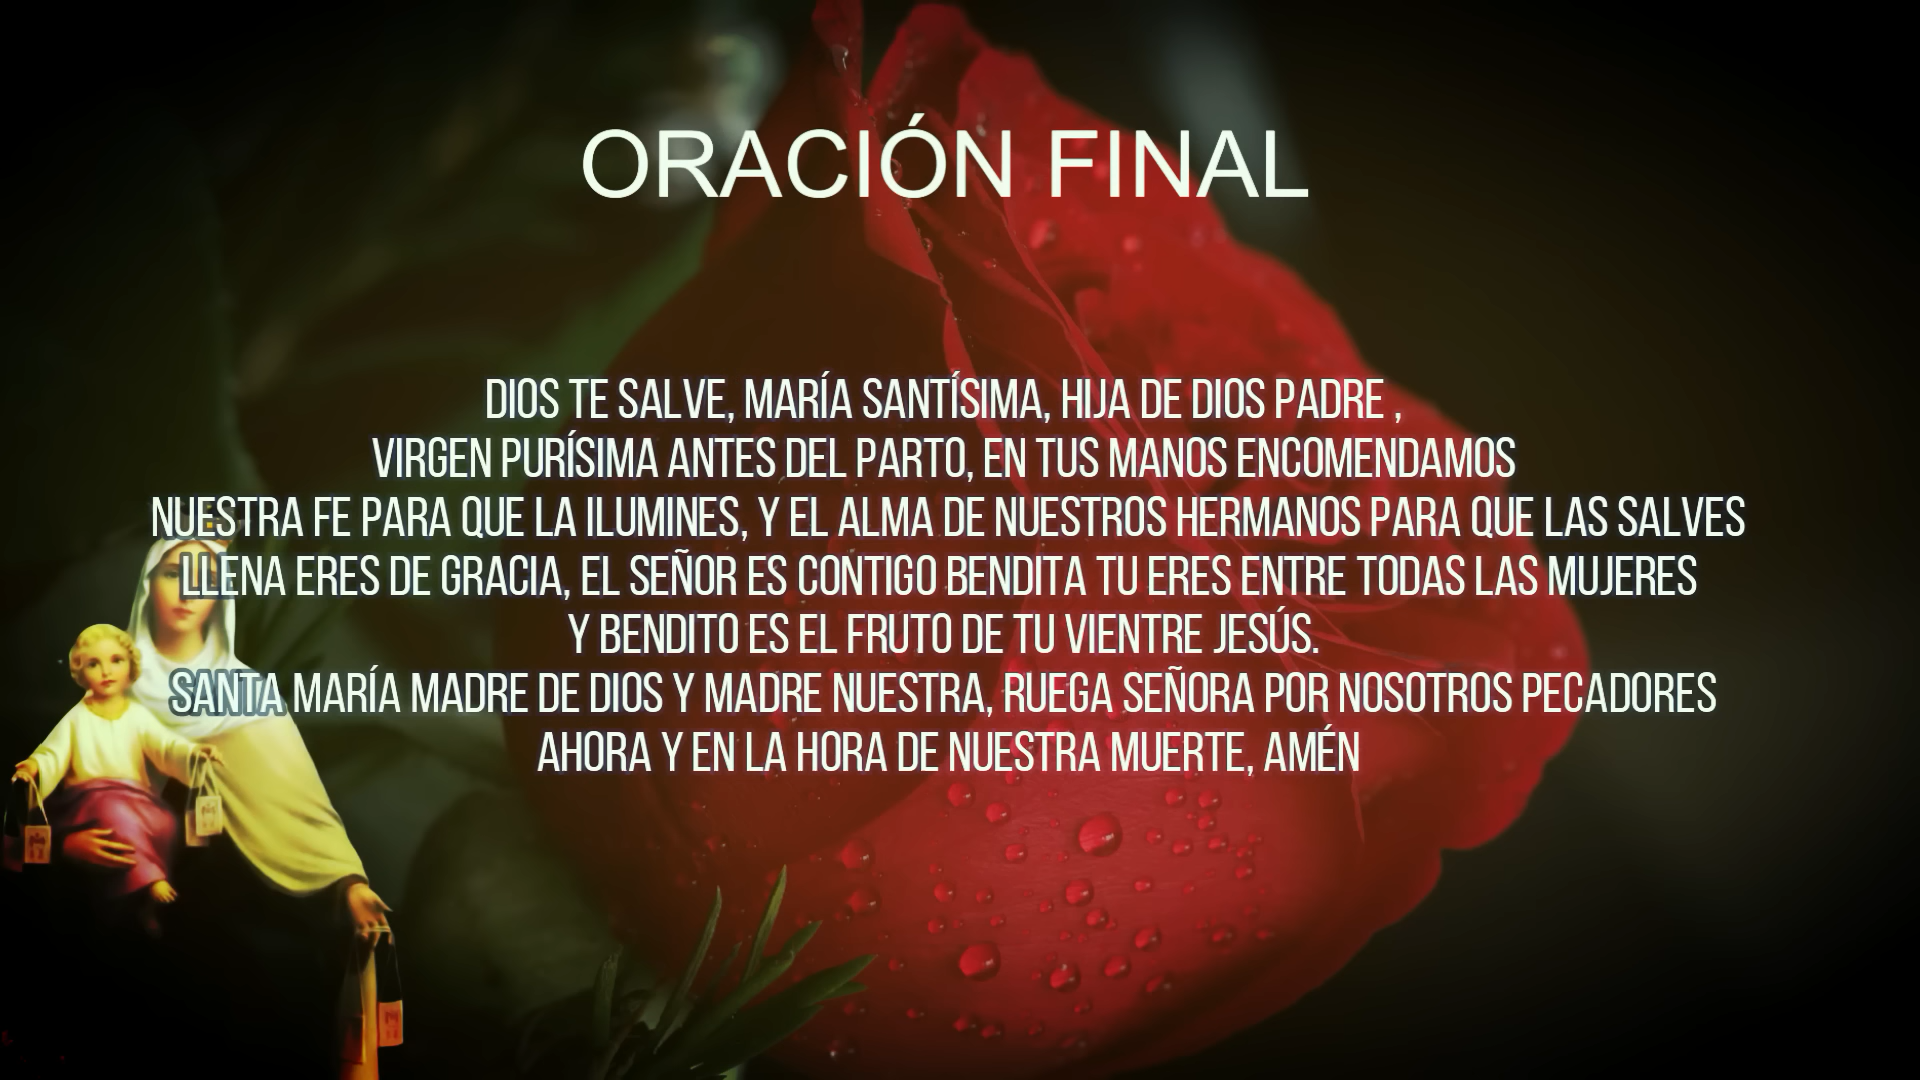 ORACIÓN FINAL
DIOS TE SALVE, MARÍA SANTÍSIMA, HIJA DE DIOS PADRE ,
VIRGEN PURÍSIMA ANTES DEL PARTO, EN TUS MANOS ENCOMENDAMOS
NUESTRA FE PARA QUE LA ILUMINES, Y EL ALMA DE NUESTROS HERMANOS PARA QUE LAS SALVES
LLENA ERES DE GRACIA, EL SEÑOR ES CONTIGO BENDITA TU ERES ENTRE TODAS LAS MUJERES
Y BENDITO ES EL FRUTO DE TU VIENTRE JESÚS.
SANTA MARÍA MADRE DE DIOS Y MADRE NUESTRA, RUEGA SEÑORA POR NOSOTROS PECADORES
AHORA Y EN LA HORA DE NUESTRA MUERTE, AMÉN